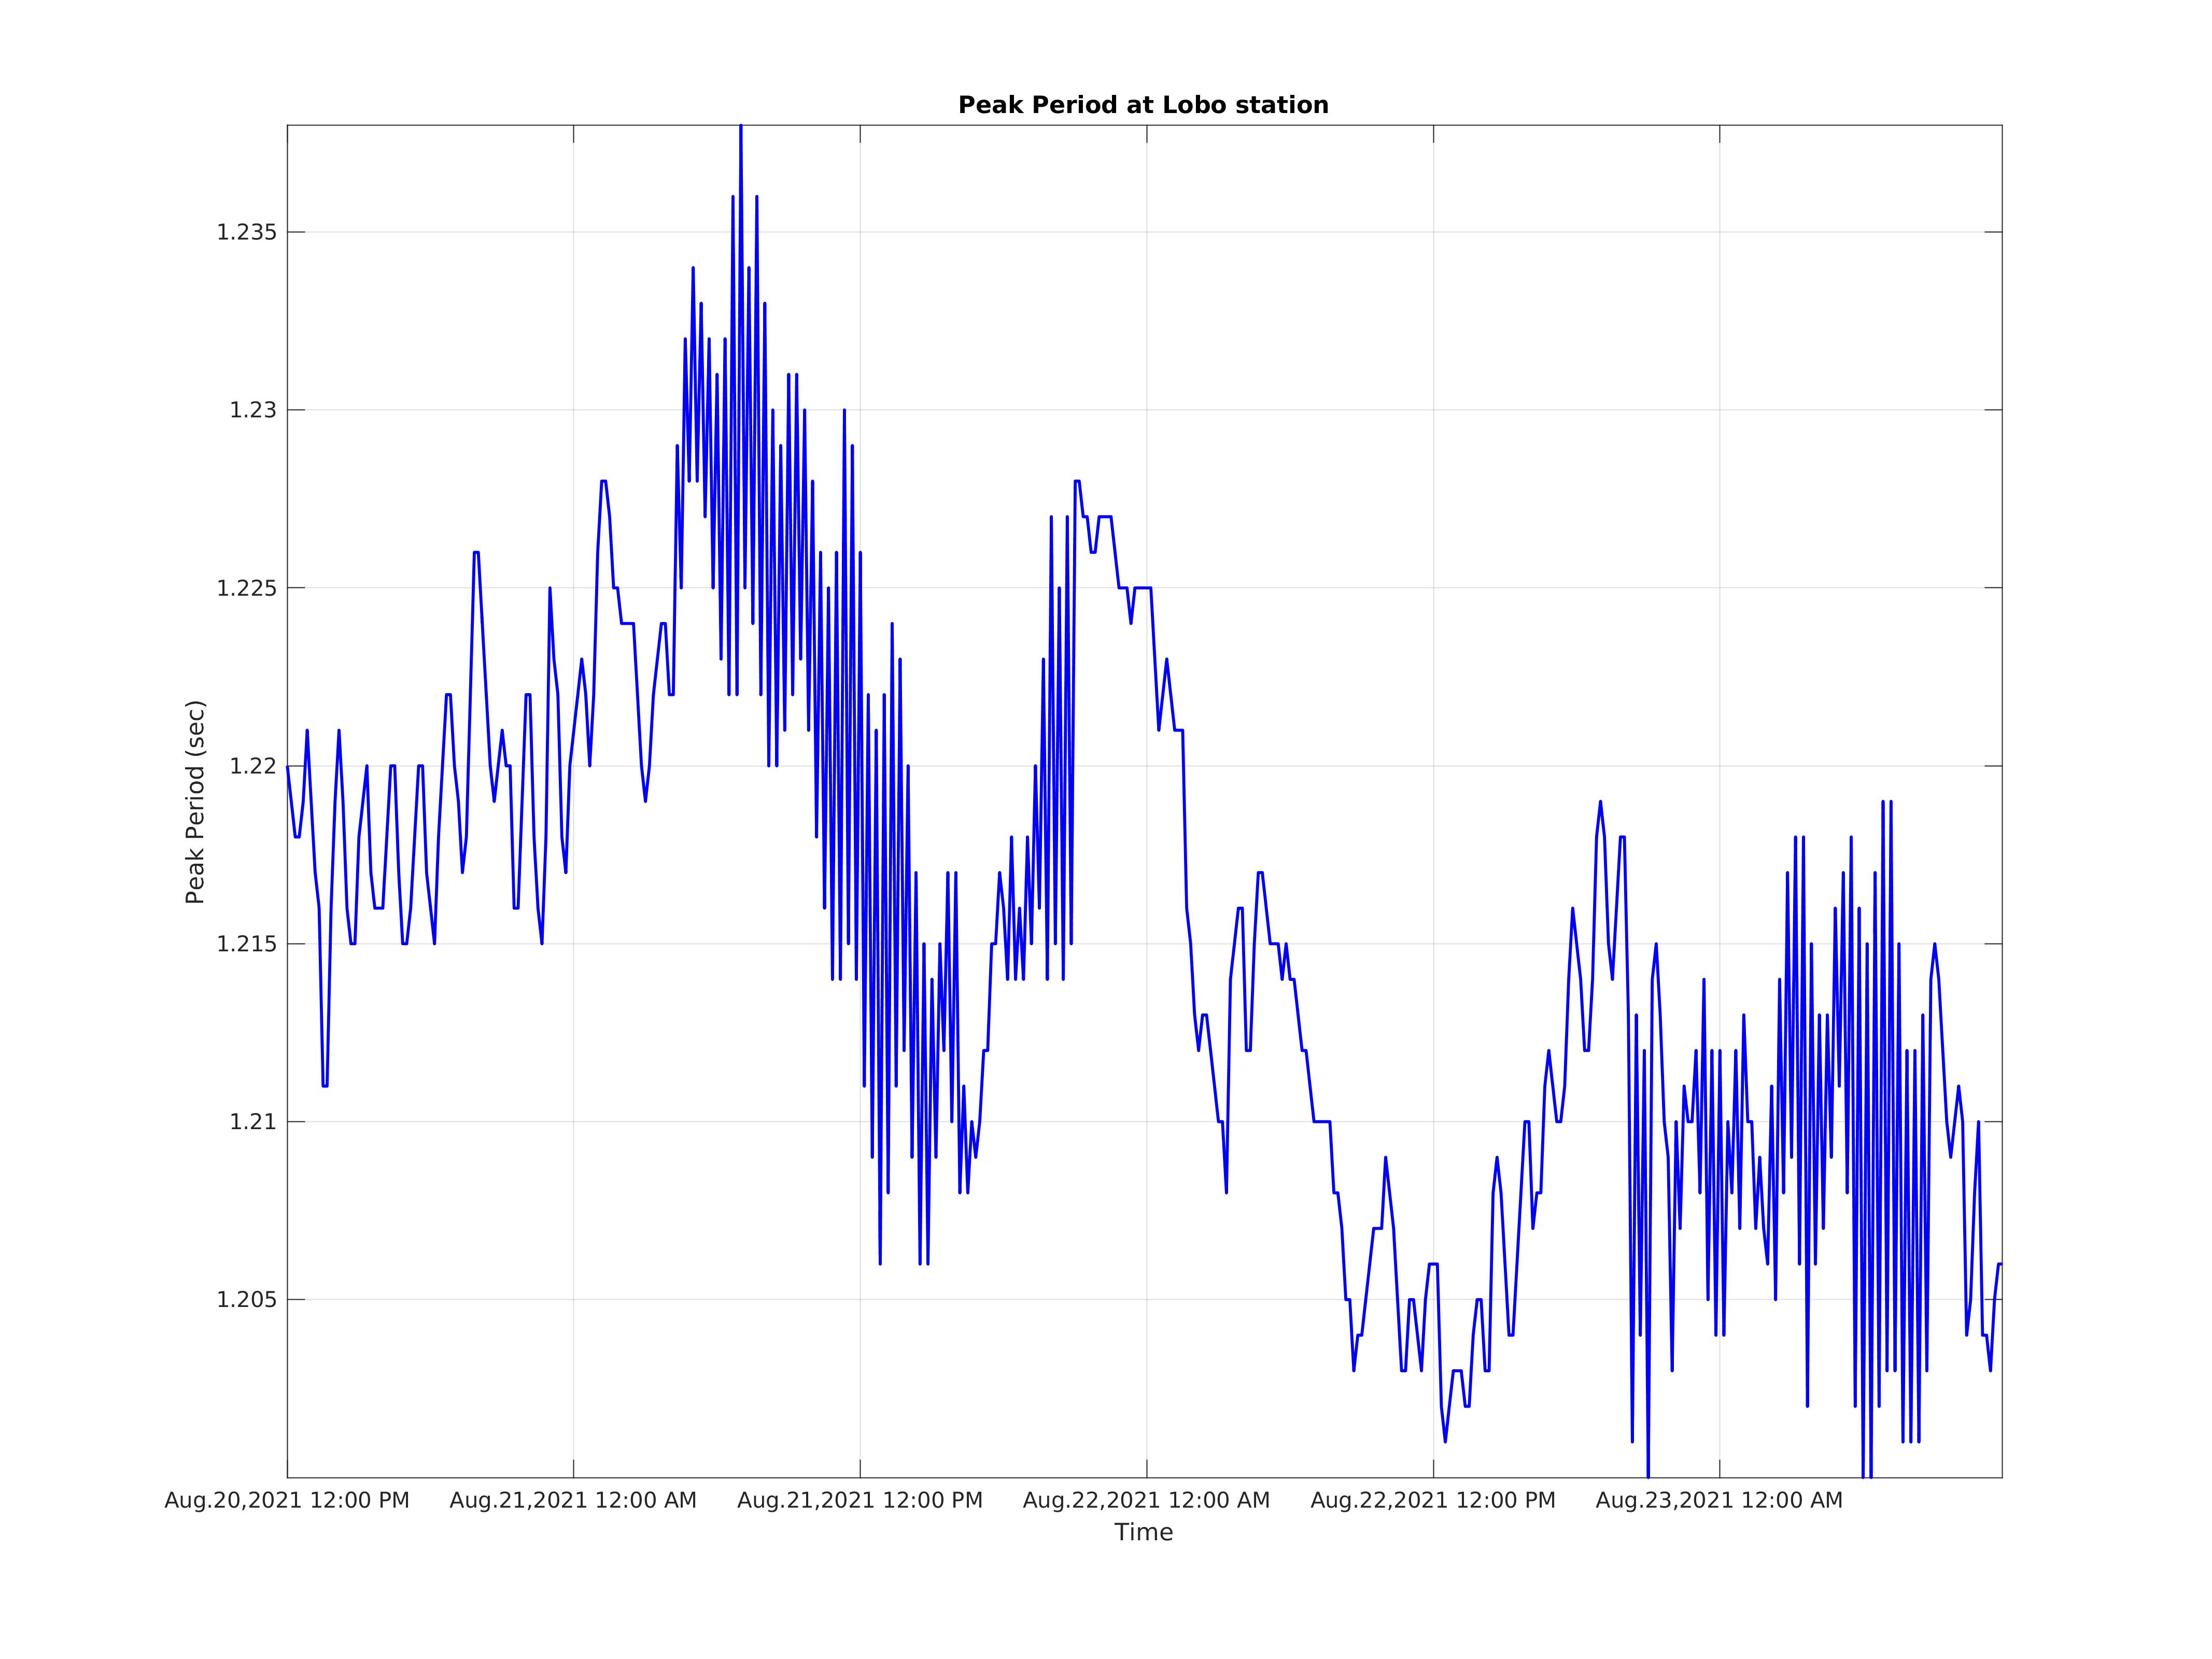 Peak Period at Lobo station
1.235
1.23
1.225
1.22
1.215
1.21
1.205
Peak Period (sec)
Aug.20,2021 12:00 PM Aug.21,2021 12:00 AM Aug.21,2021 12:00 PM Aug.22,2021 12:00 AM Aug.22,2021 12:00 PM Aug.23,2021 12:00 AM
Time